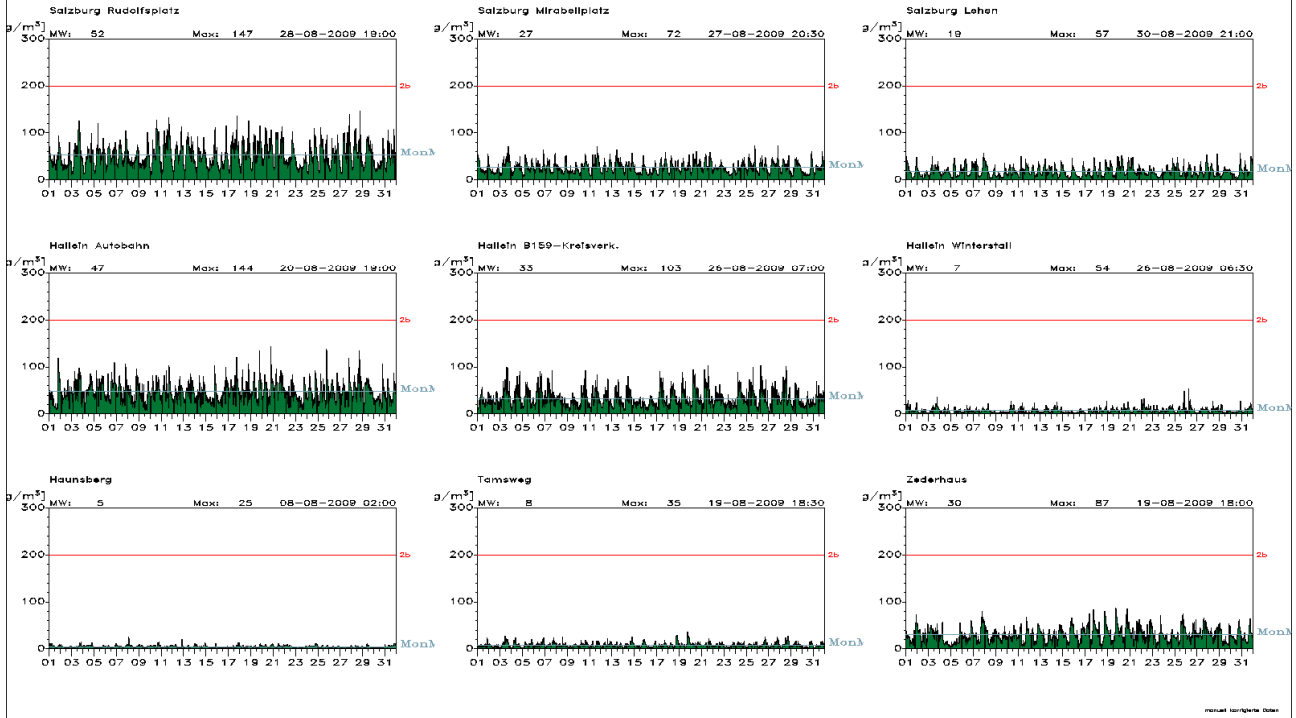 Salzburg Rudolfsplatz
g/m³]
MW: 52 Max: 147 28-08-2009 19:00
300
200
2b
100
MonM
0
01 03 05 07 09 11 13 15 17 19 21 23 25 27 29 31
Salzburg Mirabellplatz
g/m³]
MW: 27 Max: 72 27-08-2009 20:30
300
200
2b
100
MonM
0
01 03 05 07 09 11 13 15 17 19 21 23 25 27 29 31
Salzburg Lehen
g/m³]
MW: 19 Max: 57 30-08-2009 21:00
300
200
2b
100
MonM
0
01 03 05 07 09 11 13 15 17 19 21 23 25 27 29 31
Hallein Autobahn
g/m³]
MW: 47 Max: 144 20-08-2009 19:00
300
200
2b
100
MonM
0
01 03 05 07 09 11 13 15 17 19 21 23 25 27 29 31
Hallein B159-Kreisverk.
g/m³]
MW: 33 Max: 103 26-08-2009 07:00
300
200
2b
100
MonM
0
01 03 05 07 09 11 13 15 17 19 21 23 25 27 29 31
Hallein Winterstall
g/m³]
MW: 7 Max: 54 26-08-2009 06:30
300
200
2b
100
MonM
0
01 03 05 07 09 11 13 15 17 19 21 23 25 27 29 31
Haunsberg
g/m³]
MW: 5 Max: 25 08-08-2009 02:00
300
200
2b
100
MonM
0
01 03 05 07 09 11 13 15 17 19 21 23 25 27 29 31
Tamsweg
g/m³]
MW: 8 Max: 35 19-08-2009 18:30
300
200
2b
100
MonM
0
01 03 05 07 09 11 13 15 17 19 21 23 25 27 29 31
Zederhaus
g/m³]
MW: 30 Max: 87 19-08-2009 18:00
300
200
2b
100
MonM
0
01 03 05 07 09 11 13 15 17 19 21 23 25 27 29 31
manuell korrigierte Daten